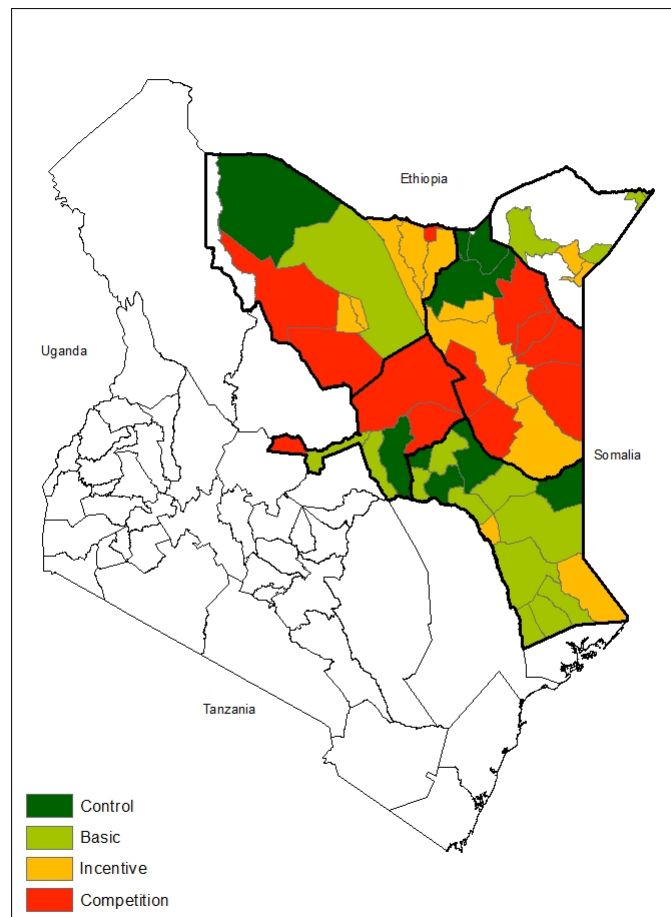 Ethiopia
Uganda
Somalia
Tanzania
Control
Basic
Incentive
Competition